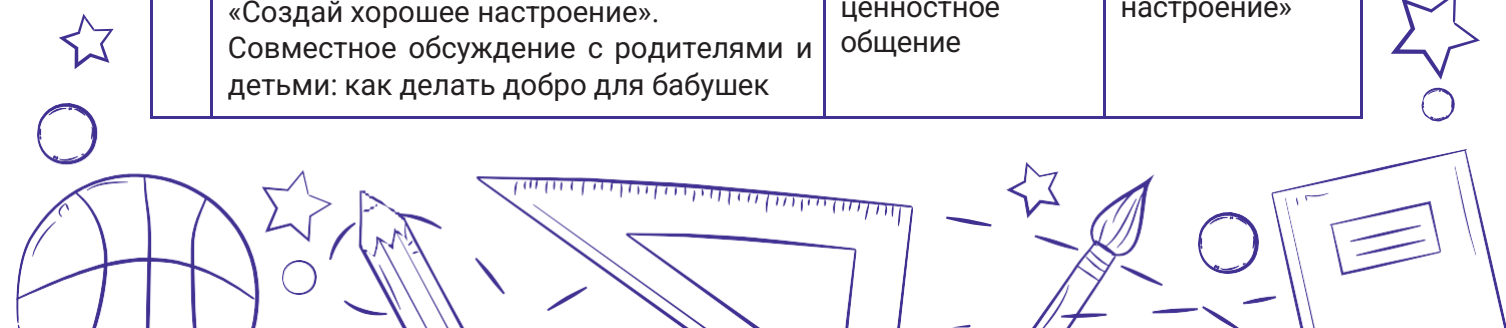 «Создай хорошее настроение».
Совместное обсуждение с родителями и
детьми: как делать добро для бабушек
ценностное
общение
настроение»